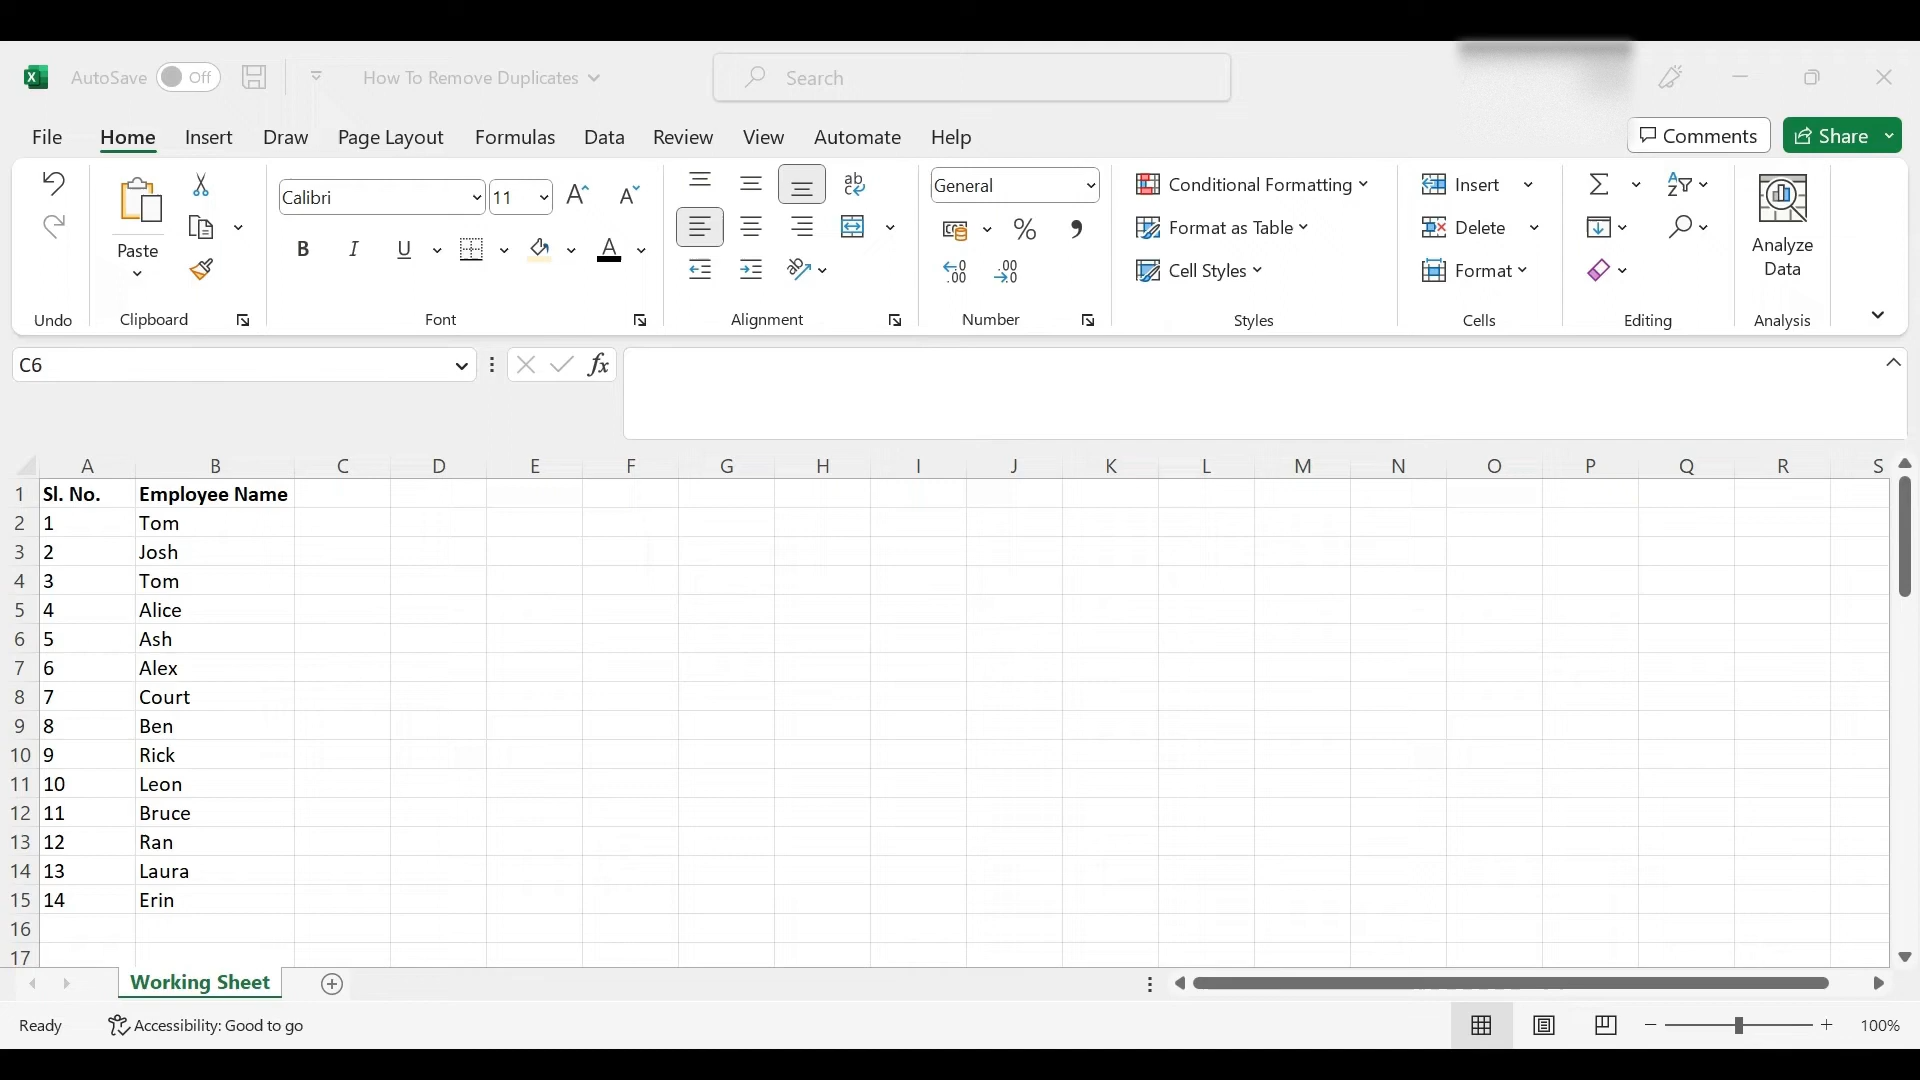 AutoSave Off How To Remove Duplicates Search
File Home Insert Draw Page Layout Formulas Data Review View Automate Help Comments Share
Paste
Undo Clipboard
Calibri 11
B I U A
Font
ab
Alignment
General
% ,
Number
Conditional Formatting
Format as Table
Cell Styles
Styles
Insert
Delete
Format
Cells
Editing
Analyze
Data
Analysis
C6 fx
A B C D E F G H I J K L M N O P Q R S
1 Sl. No. Employee Name
2 1 Tom
3 2 Josh
4 3 Tom
5 4 Alice
6 5 Ash
7 6 Alex
8 7 Court
9 8 Ben
10 9 Rick
11 10 Leon
12 11 Bruce
13 12 Ran
14 13 Laura
15 14 Erin
16
17
Working Sheet
Ready Accessibility: Good to go 100%